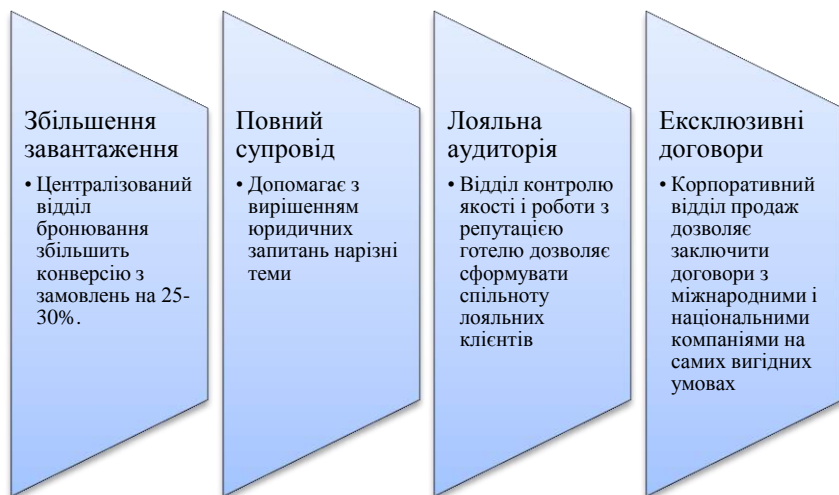 Збільшення
завантаження
• Централізований
відділ
бронювання
збільшить
конверсію з
замовлень на 25-
30%.
Повний
супровід
• Допомагає з
вирішенням
юридичних
запитань нарізні
теми
Лояльна
аудиторія
• Відділ контролю
якості і роботи з
репутацією
готелю дозволяє
сформувати
спільноту
лояльних
клієнтів
Ексклюзивні
договори
• Корпоративний
відділ продаж
дозволяє
заключити
договори з
міжнародними і
національними
компаніями на
самих вигідних
умовах